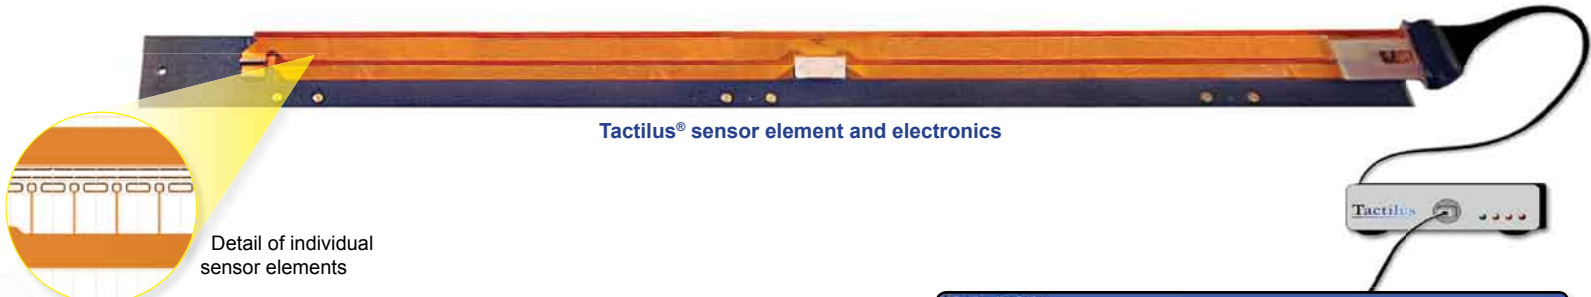 Tactilus® sensor element and electronics
Tactilus
Detail of individual
sensor elements